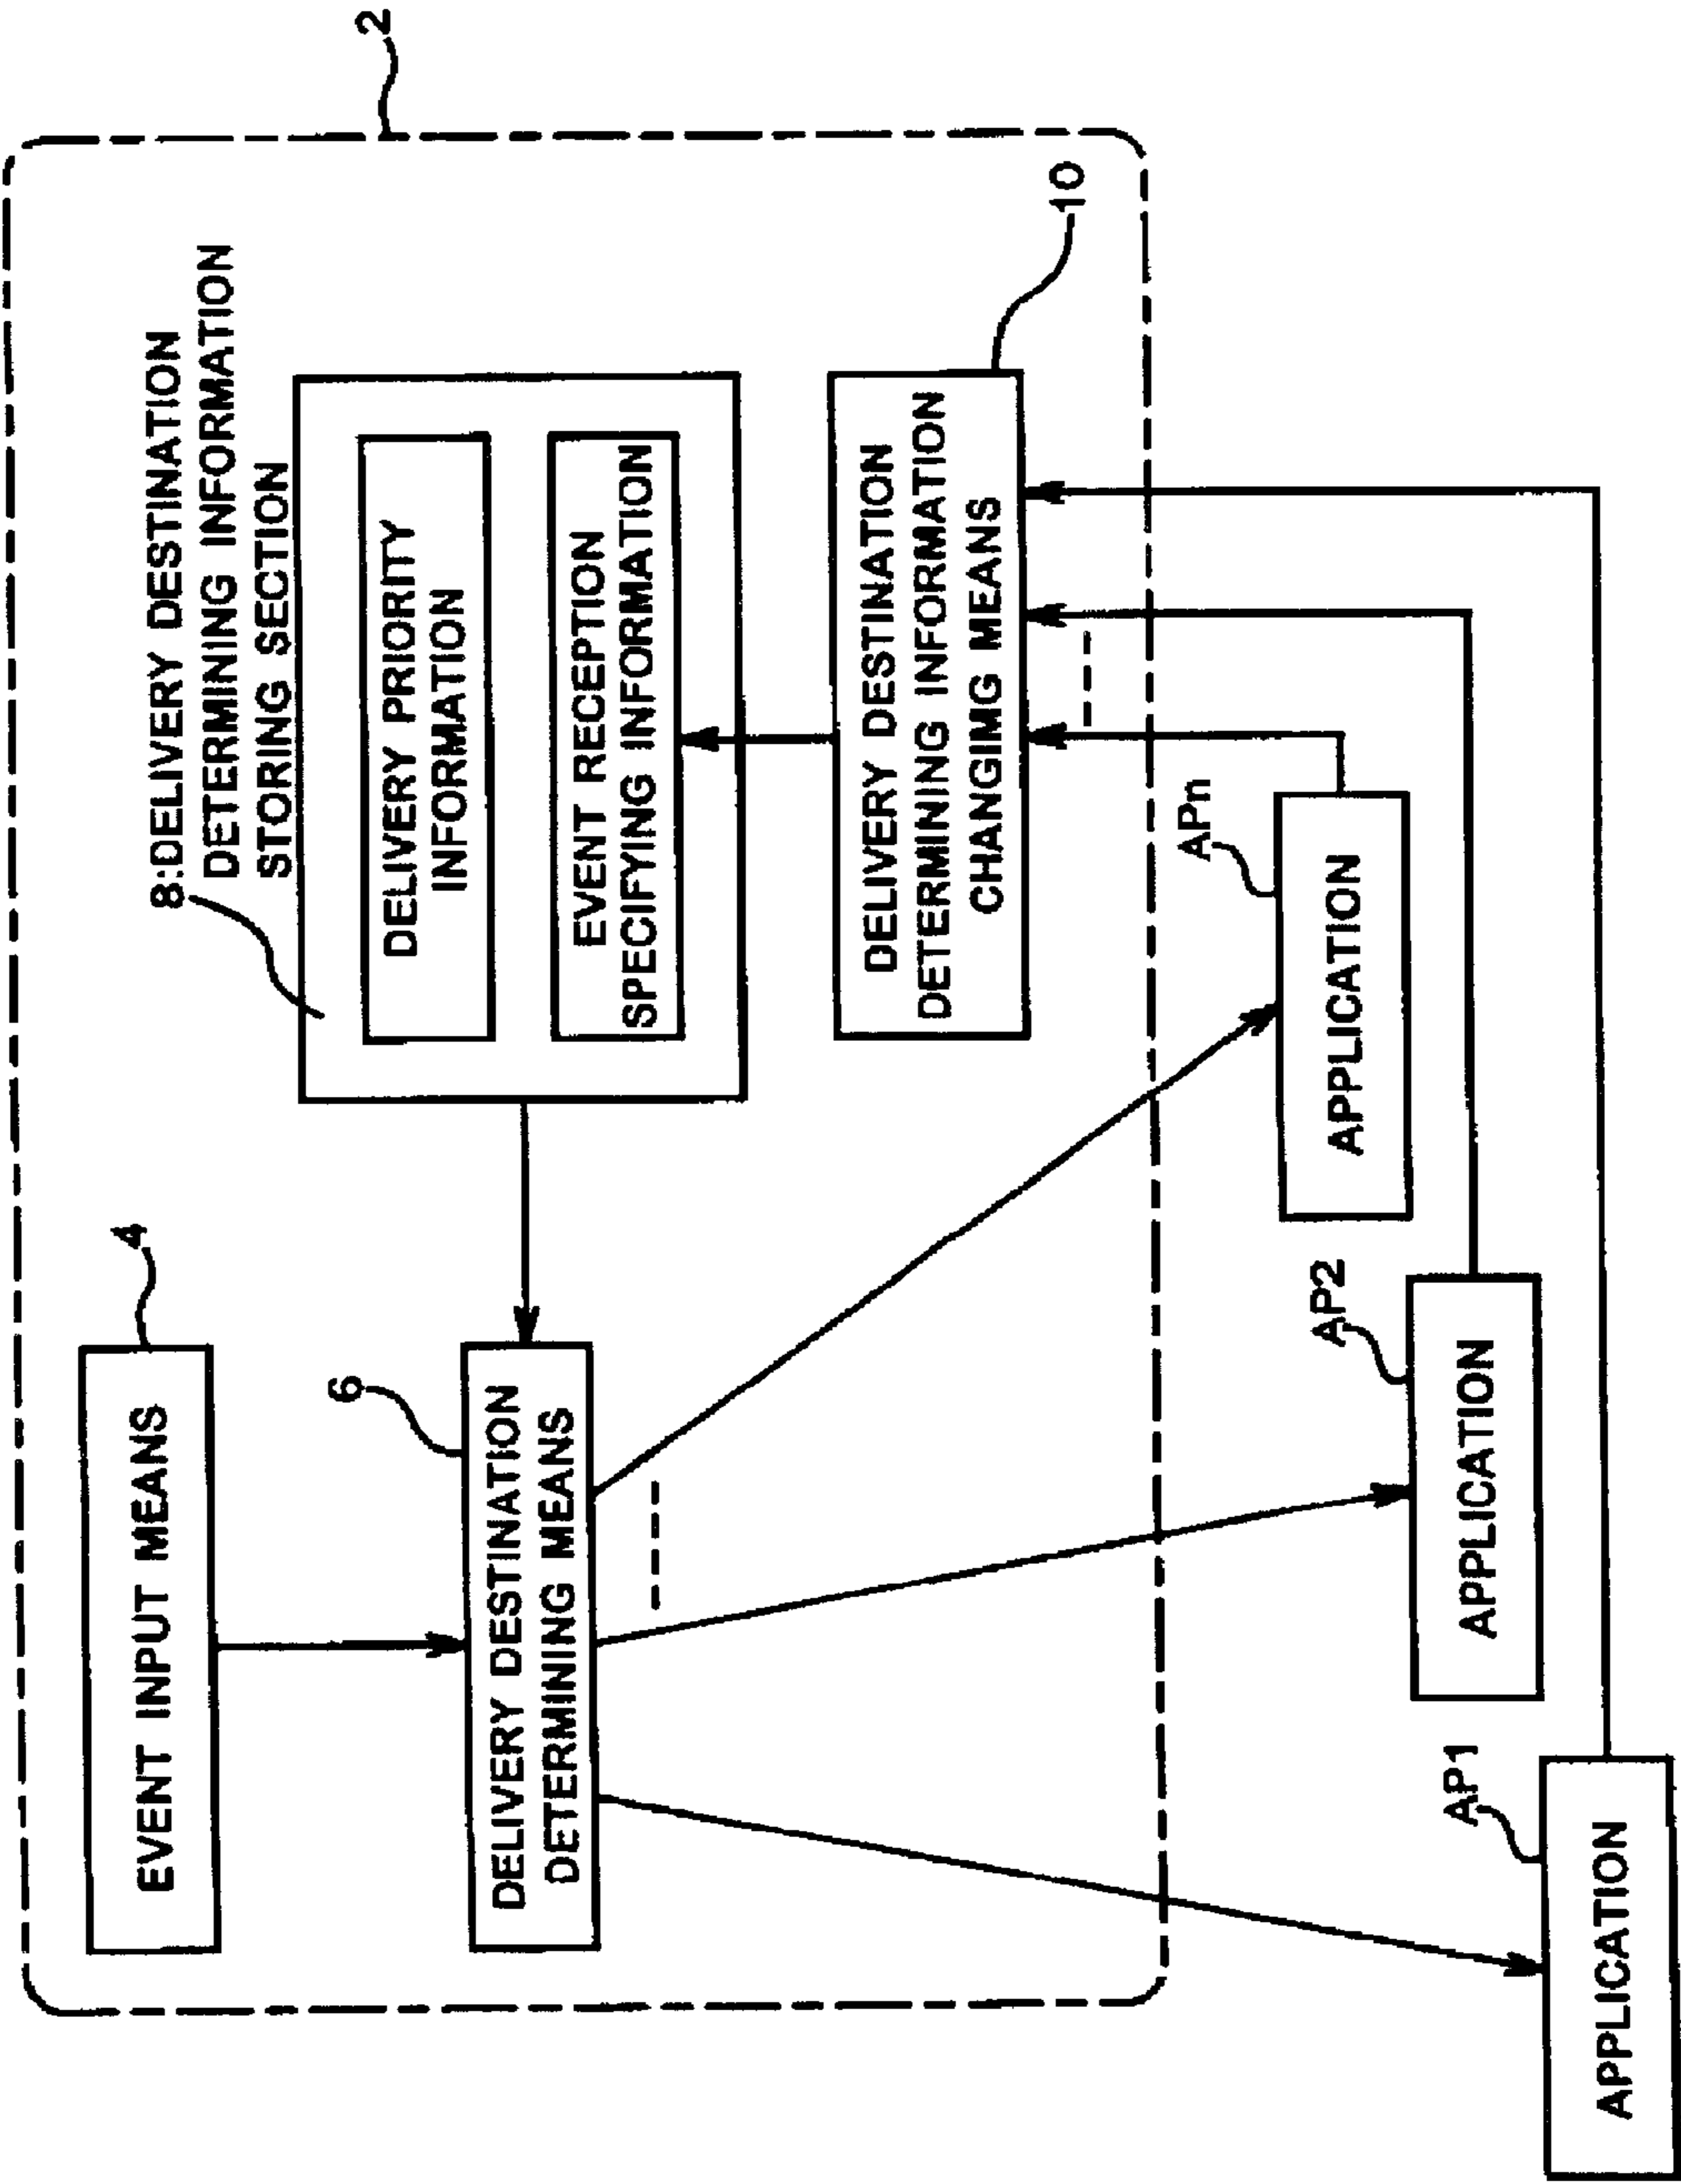 2
EVENT INPUT MEANS
4
8:DELIVERY DESTINATION
DETERMINING INFORMATION
STORING SECTION
DELIVERY PRIORITY
INFORMATION
EVENT RECEPTION
SPECIFYING INFORMATION
6
DELIVERY DESTINATION
DETERMINING MEANS
DELIVERY DESTINATION
DETERMINING INFORMATION
CHANGIMG MEANS
10
APn
APPLICATION
AP2
APPLICATION
AP1
APPLICATION